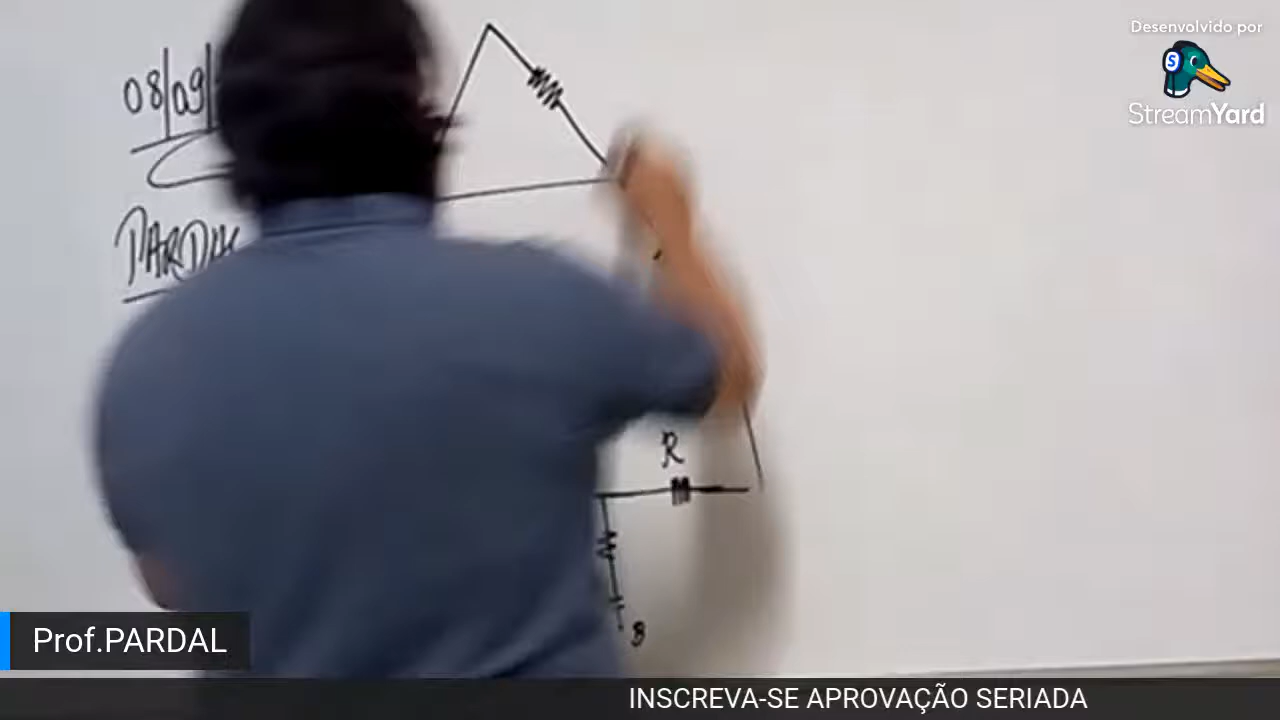 Desenvolvido por
StreamYard
08/09/
R
B
Prof.PARDAL
INSCREVA-SE APROVAÇÃO SERIADA